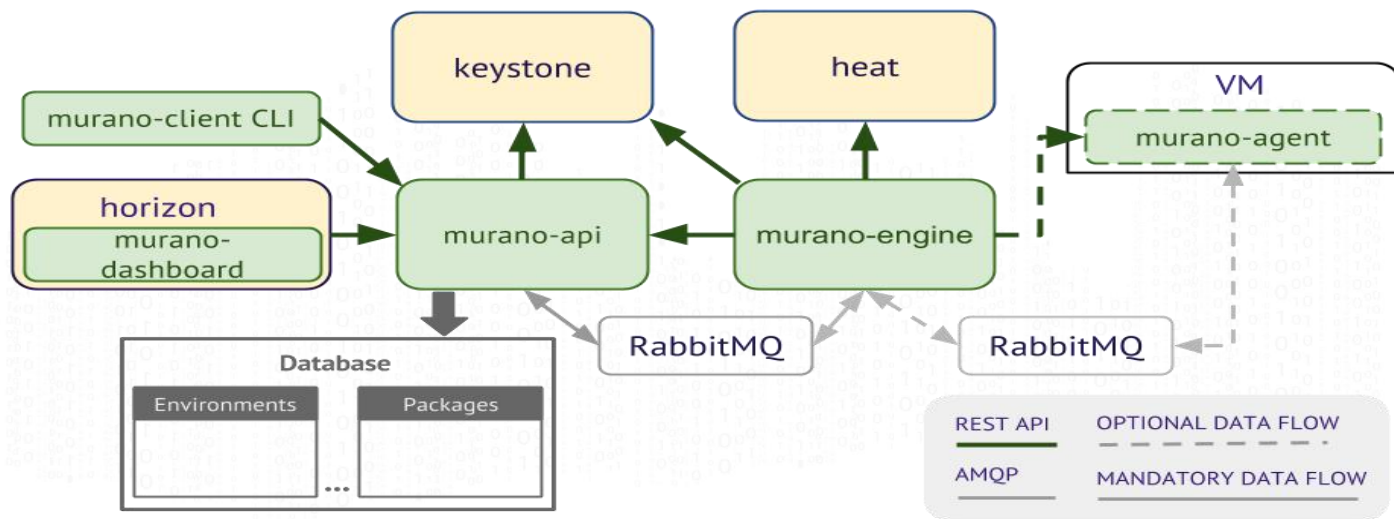 keystone
heat
VM
murano-client CLI
murano-agent
horizon
murano-
dashboard
murano-api
murano-engine
RabbitMQ
RabbitMQ
Database
Environments
Packages
...
REST API
OPTIONAL DATA FLOW
AMQP
MANDATORY DATA FLOW